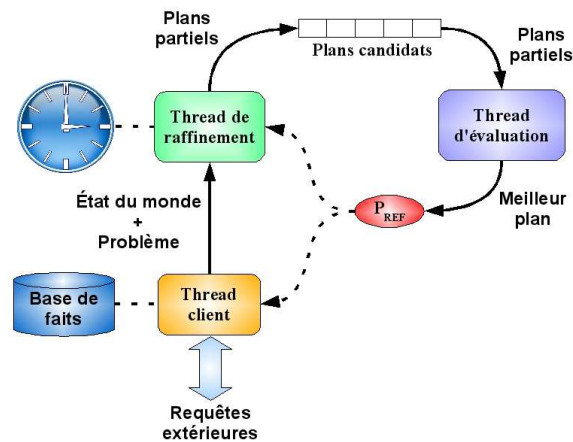 Plans
partiels
Plans candidats
Plans
partiels
Thread de
raffinement
Thread
d'évaluation
État du monde
+
Problème
P_REF
Meilleur
plan
Base de
faits
Thread
client
Requêtes
extérieures